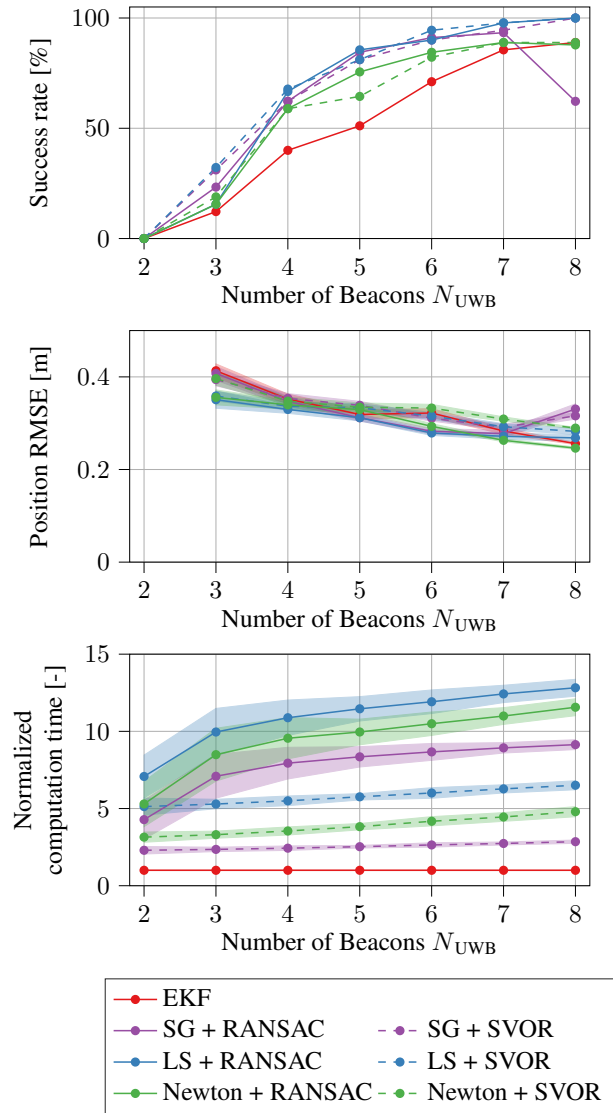 100
50
0
Success rate [%]
2 3 4 5 6 7 8
Number of Beacons N_UWB
0.4
0.2
0
Position RMSE [m]
2 3 4 5 6 7 8
Number of Beacons N_UWB
15
10
5
0
Normalized
computation time [-]
2 3 4 5 6 7 8
Number of Beacons N_UWB
EKF
SG + RANSAC SG + SVOR
LS + RANSAC LS + SVOR
Newton + RANSAC Newton + SVOR